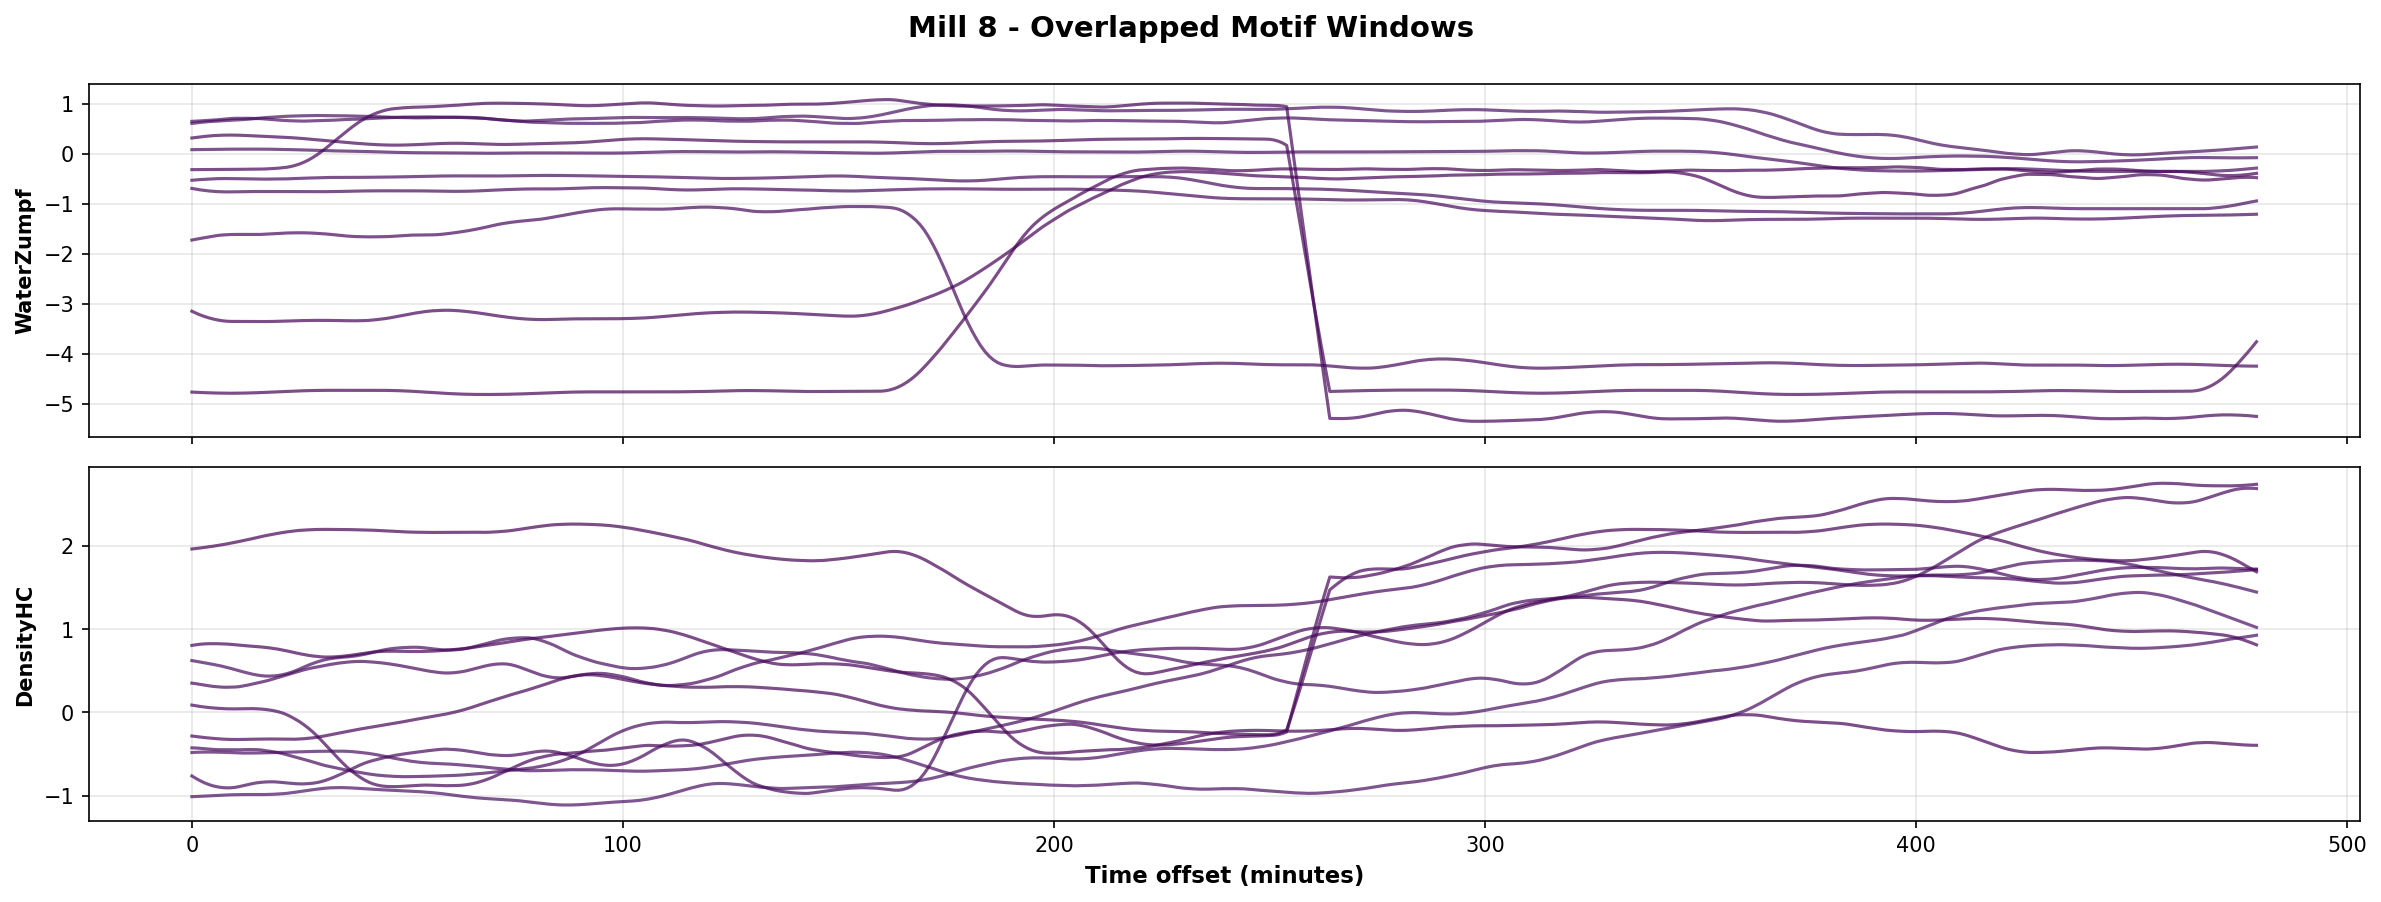 Mill 8 - Overlapped Motif Windows
WaterZumpf
1
0
−1
−2
−3
−4
−5
DensityHC
2
1
0
−1
0 100 200 300 400 500
Time offset (minutes)